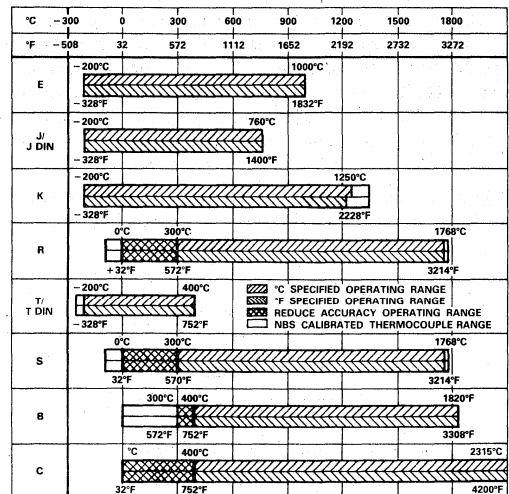 °C −300 0 300 600 900 1200 1500 1800
°F −508 32 572 1112 1652 2192 2732 3272
−200°C 1000°C
E
−328°F 1832°F
−200°C 760°C
J/
J DIN
−328°F 1400°F
−200°C 1250°C
K
−328°F 2228°F
0°C 300°C 1768°C
R
+32°F 572°F 3214°F
−200°C 400°C
T/
T DIN
−328°F 752°F
°C SPECIFIED OPERATING RANGE
°F SPECIFIED OPERATING RANGE
REDUCE ACCURACY OPERATING RANGE
NBS CALIBRATED THERMOCOUPLE RANGE
0°C 300°C 1768°C
S
32°F 570°F 3214°F
300°C 400°C 1820°F
B
572°F 752°F 3308°F
°C 400°C 2315°C
C
32°F 752°F 4200°F